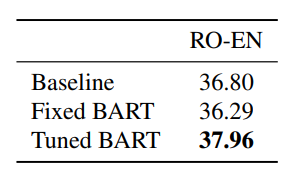 RO-EN
Baseline 36.80
Fixed BART 36.29
Tuned BART 37.96